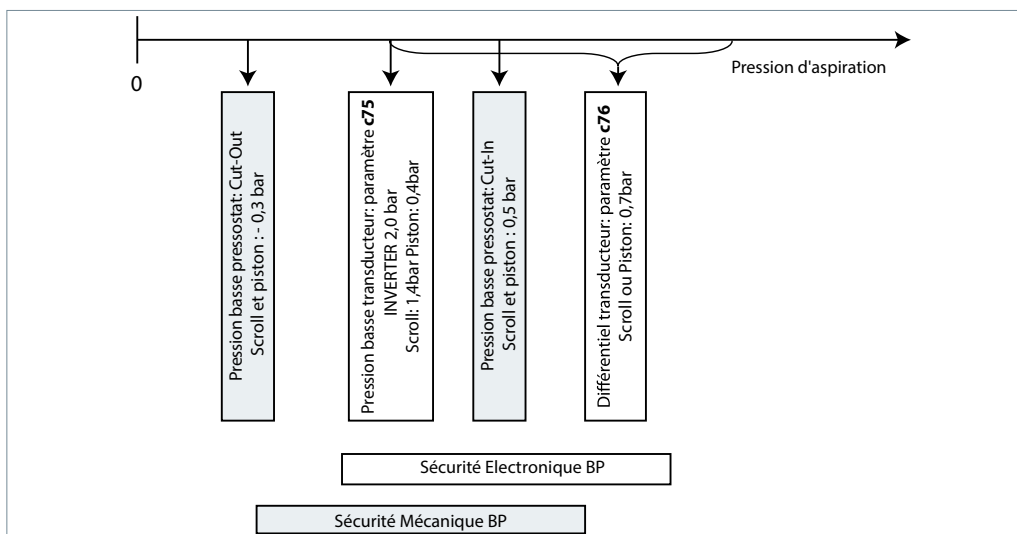 0
Pression d'aspiration
Pression basse pressostat: Cut-Out
Scroll et piston : - 0,3 bar
Pression basse transducteur: paramètre c75
INVERTER 2,0 bar
Scroll: 1,4bar Piston: 0,4bar
Pression basse pressostat: Cut-In
Scroll et piston : 0,5 bar
Différentiel transducteur: paramètre c76
Scroll ou Piston: 0,7bar
Sécurité Electronique BP
Sécurité Mécanique BP